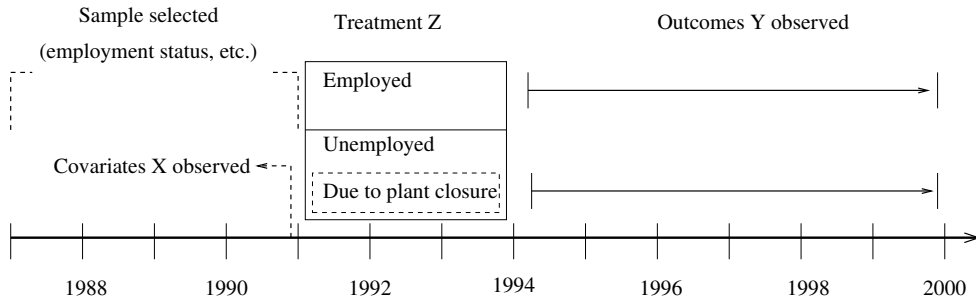 Sample selected
(employment status, etc.)
Treatment Z
Outcomes Y observed
Employed
Unemployed
Covariates X observed
Due to plant closure
1988
1990
1992
1994
1996
1998
2000